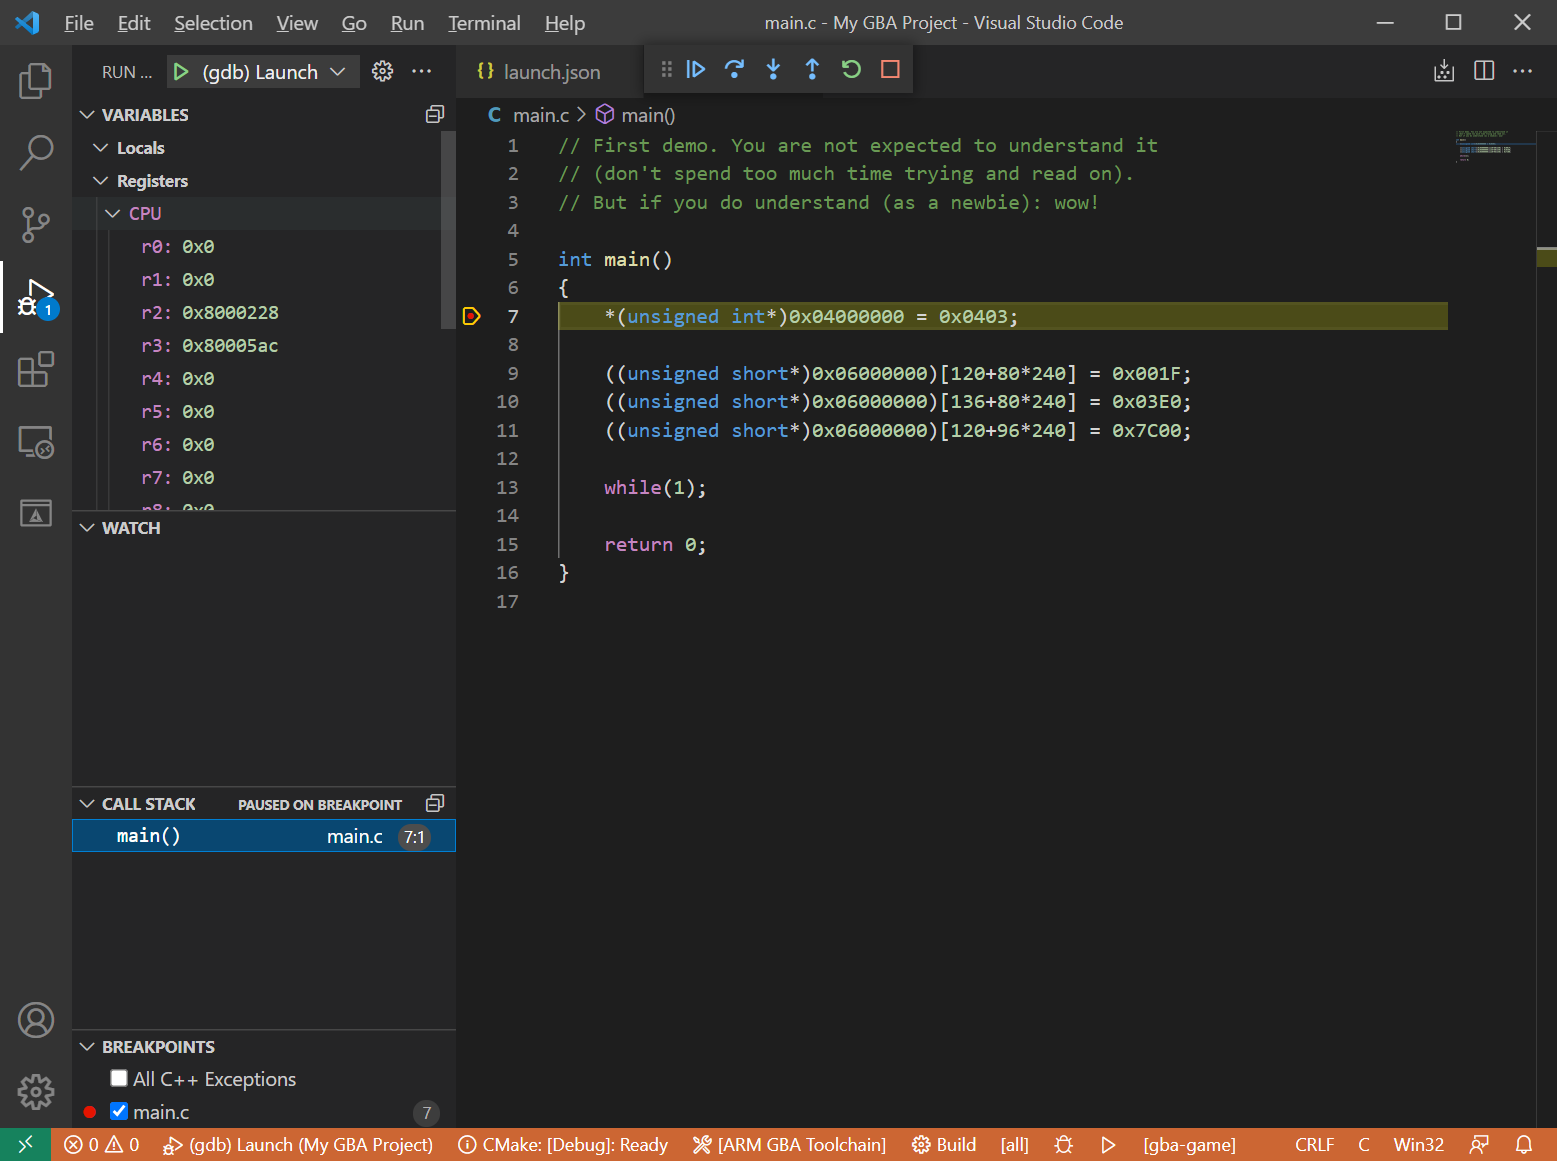 File Edit Selection View Go Run Terminal Help
main.c - My GBA Project - Visual Studio Code
RUN ... (gdb) Launch
launch.json
VARIABLES
Locals
Registers
CPU
r0: 0x0
r1: 0x0
r2: 0x8000228
r3: 0x80005ac
r4: 0x0
r5: 0x0
r6: 0x0
r7: 0x0
r8: 0x0
WATCH
CALL STACK PAUSED ON BREAKPOINT
main() main.c 7:1
BREAKPOINTS
All C++ Exceptions
main.c 7
1
C main.c > main()
1 // First demo. You are not expected to understand it
2 // (don't spend too much time trying and read on).
3 // But if you do understand (as a newbie): wow!
4
5 int main()
6 {
7 *(unsigned int*)0x04000000 = 0x0403;
8
9 ((unsigned short*)0x06000000)[120+80*240] = 0x001F;
10 ((unsigned short*)0x06000000)[136+80*240] = 0x03E0;
11 ((unsigned short*)0x06000000)[120+96*240] = 0x7C00;
12
13 while(1);
14
15 return 0;
16 }
17
0 0 (gdb) Launch (My GBA Project) CMake: [Debug]: Ready [ARM GBA Toolchain] Build [all] [gba-game] CRLF C Win32